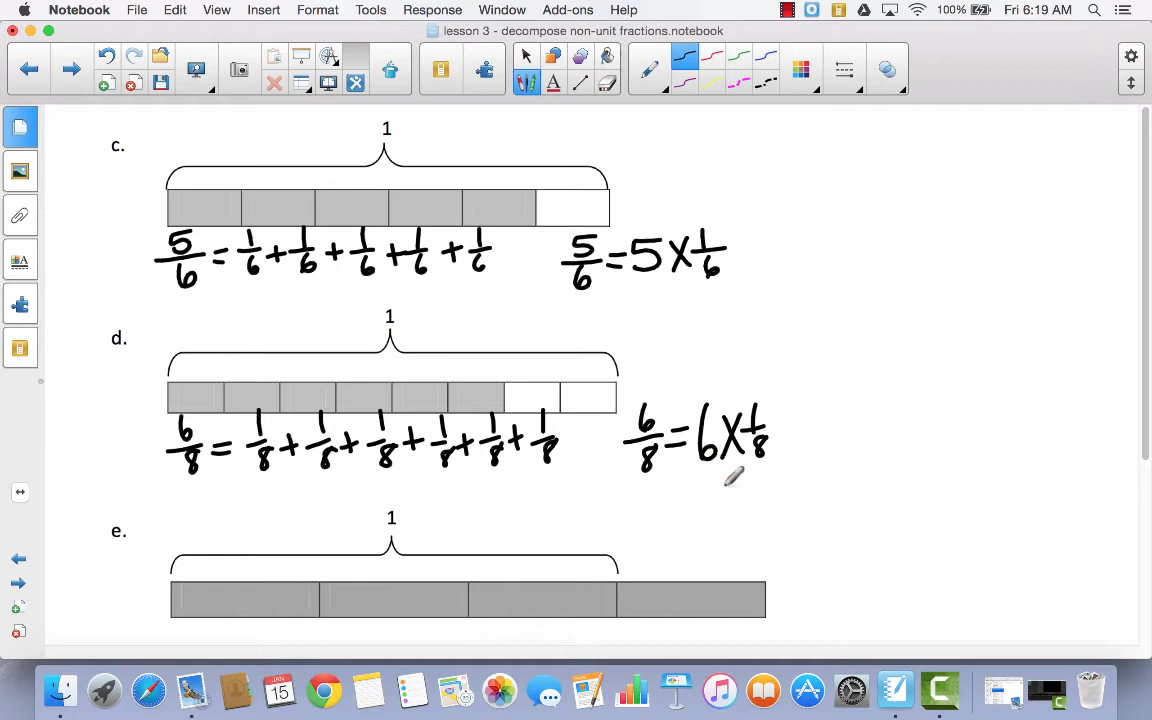 Notebook File Edit View Insert Format Tools Response Window Add-ons Help 100% Fri 6:19 AM
lesson 3 - decompose non-unit fractions.notebook
1
c.
5/6 = 1/6 + 1/6 + 1/6 + 1/6 + 1/6 5/6 = 5 X 1/6
1
d.
6/8 = 1/8 + 1/8 + 1/8 + 1/8 + 1/8 + 1/8 6/8 = 6 X 1/8
1
e.
JAN
15